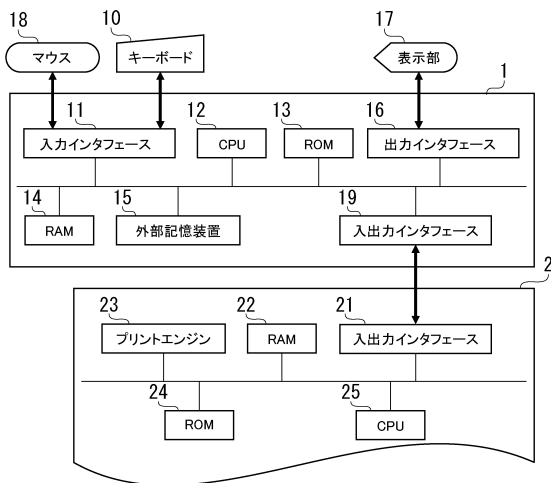 18
10
17
マウス
キーボード
表示部
1
11
12
13
16
入力インタフェース
CPU
ROM
出力インタフェース
14
15
19
RAM
外部記憶装置
入出力インタフェース
2
23
22
21
プリントエンジン
RAM
入出力インタフェース
24
25
ROM
CPU